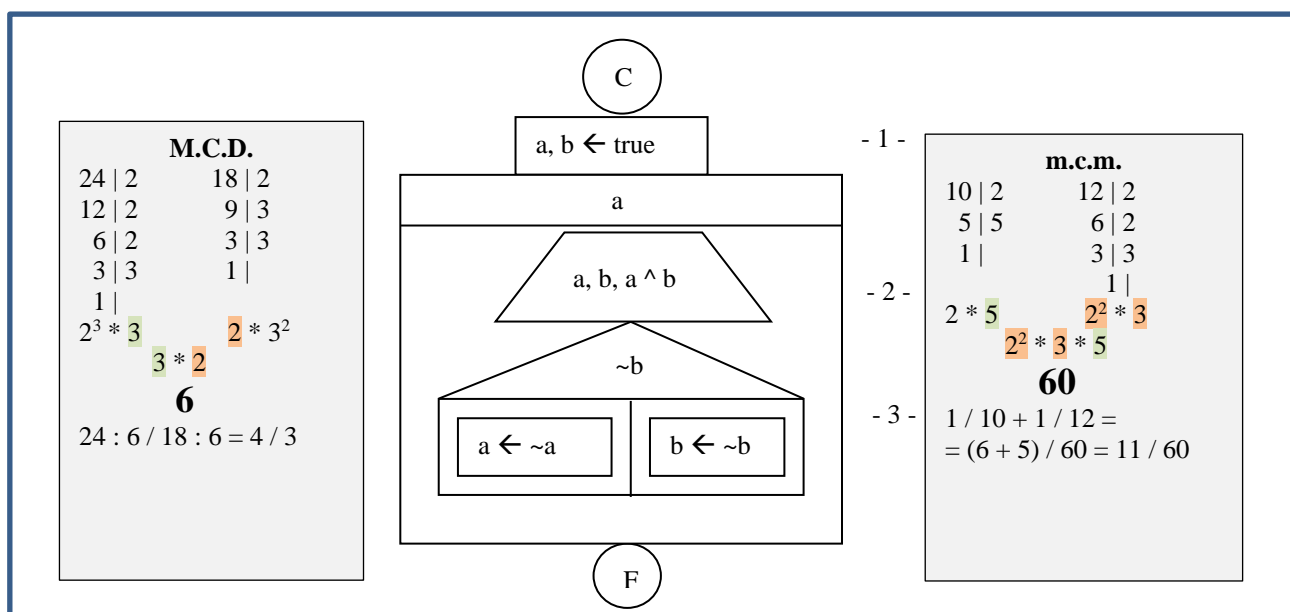 M.C.D.
24 | 2 18 | 2
12 | 2 9 | 3
6 | 2 3 | 3
3 | 3 1 |
1 |
2³ * 3 2 * 3²
3 * 2
6
24 : 6 / 18 : 6 = 4 / 3
C
a, b ← true
a
a, b, a ^ b
~b
a ← ~a b ← ~b
F
- 1 -
- 2 -
- 3 -
m.c.m.
10 | 2 12 | 2
5 | 5 6 | 2
1 | 3 | 3
1 |
2 * 5 2² * 3
2² * 3 * 5
60
1 / 10 + 1 / 12 =
= (6 + 5) / 60 = 11 / 60